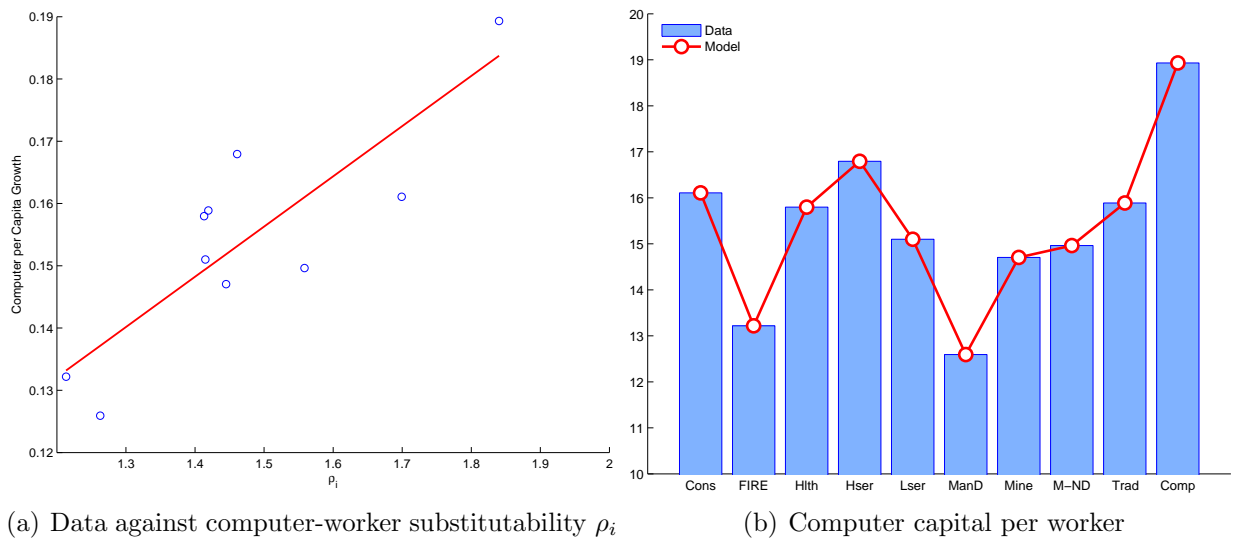 0.19
0.18
0.17
0.16
0.15
0.14
0.13
0.12
Computer per Capita Growth
1.3 1.4 1.5 1.6 1.7 1.8 1.9 2
ρi
(a) Data against computer-worker substitutability ρi
20
19
18
17
16
15
14
13
12
11
10
Data
Model
Cons FIRE Hlth Hser Lser ManD Mine M−ND Trad Comp
(b) Computer capital per worker